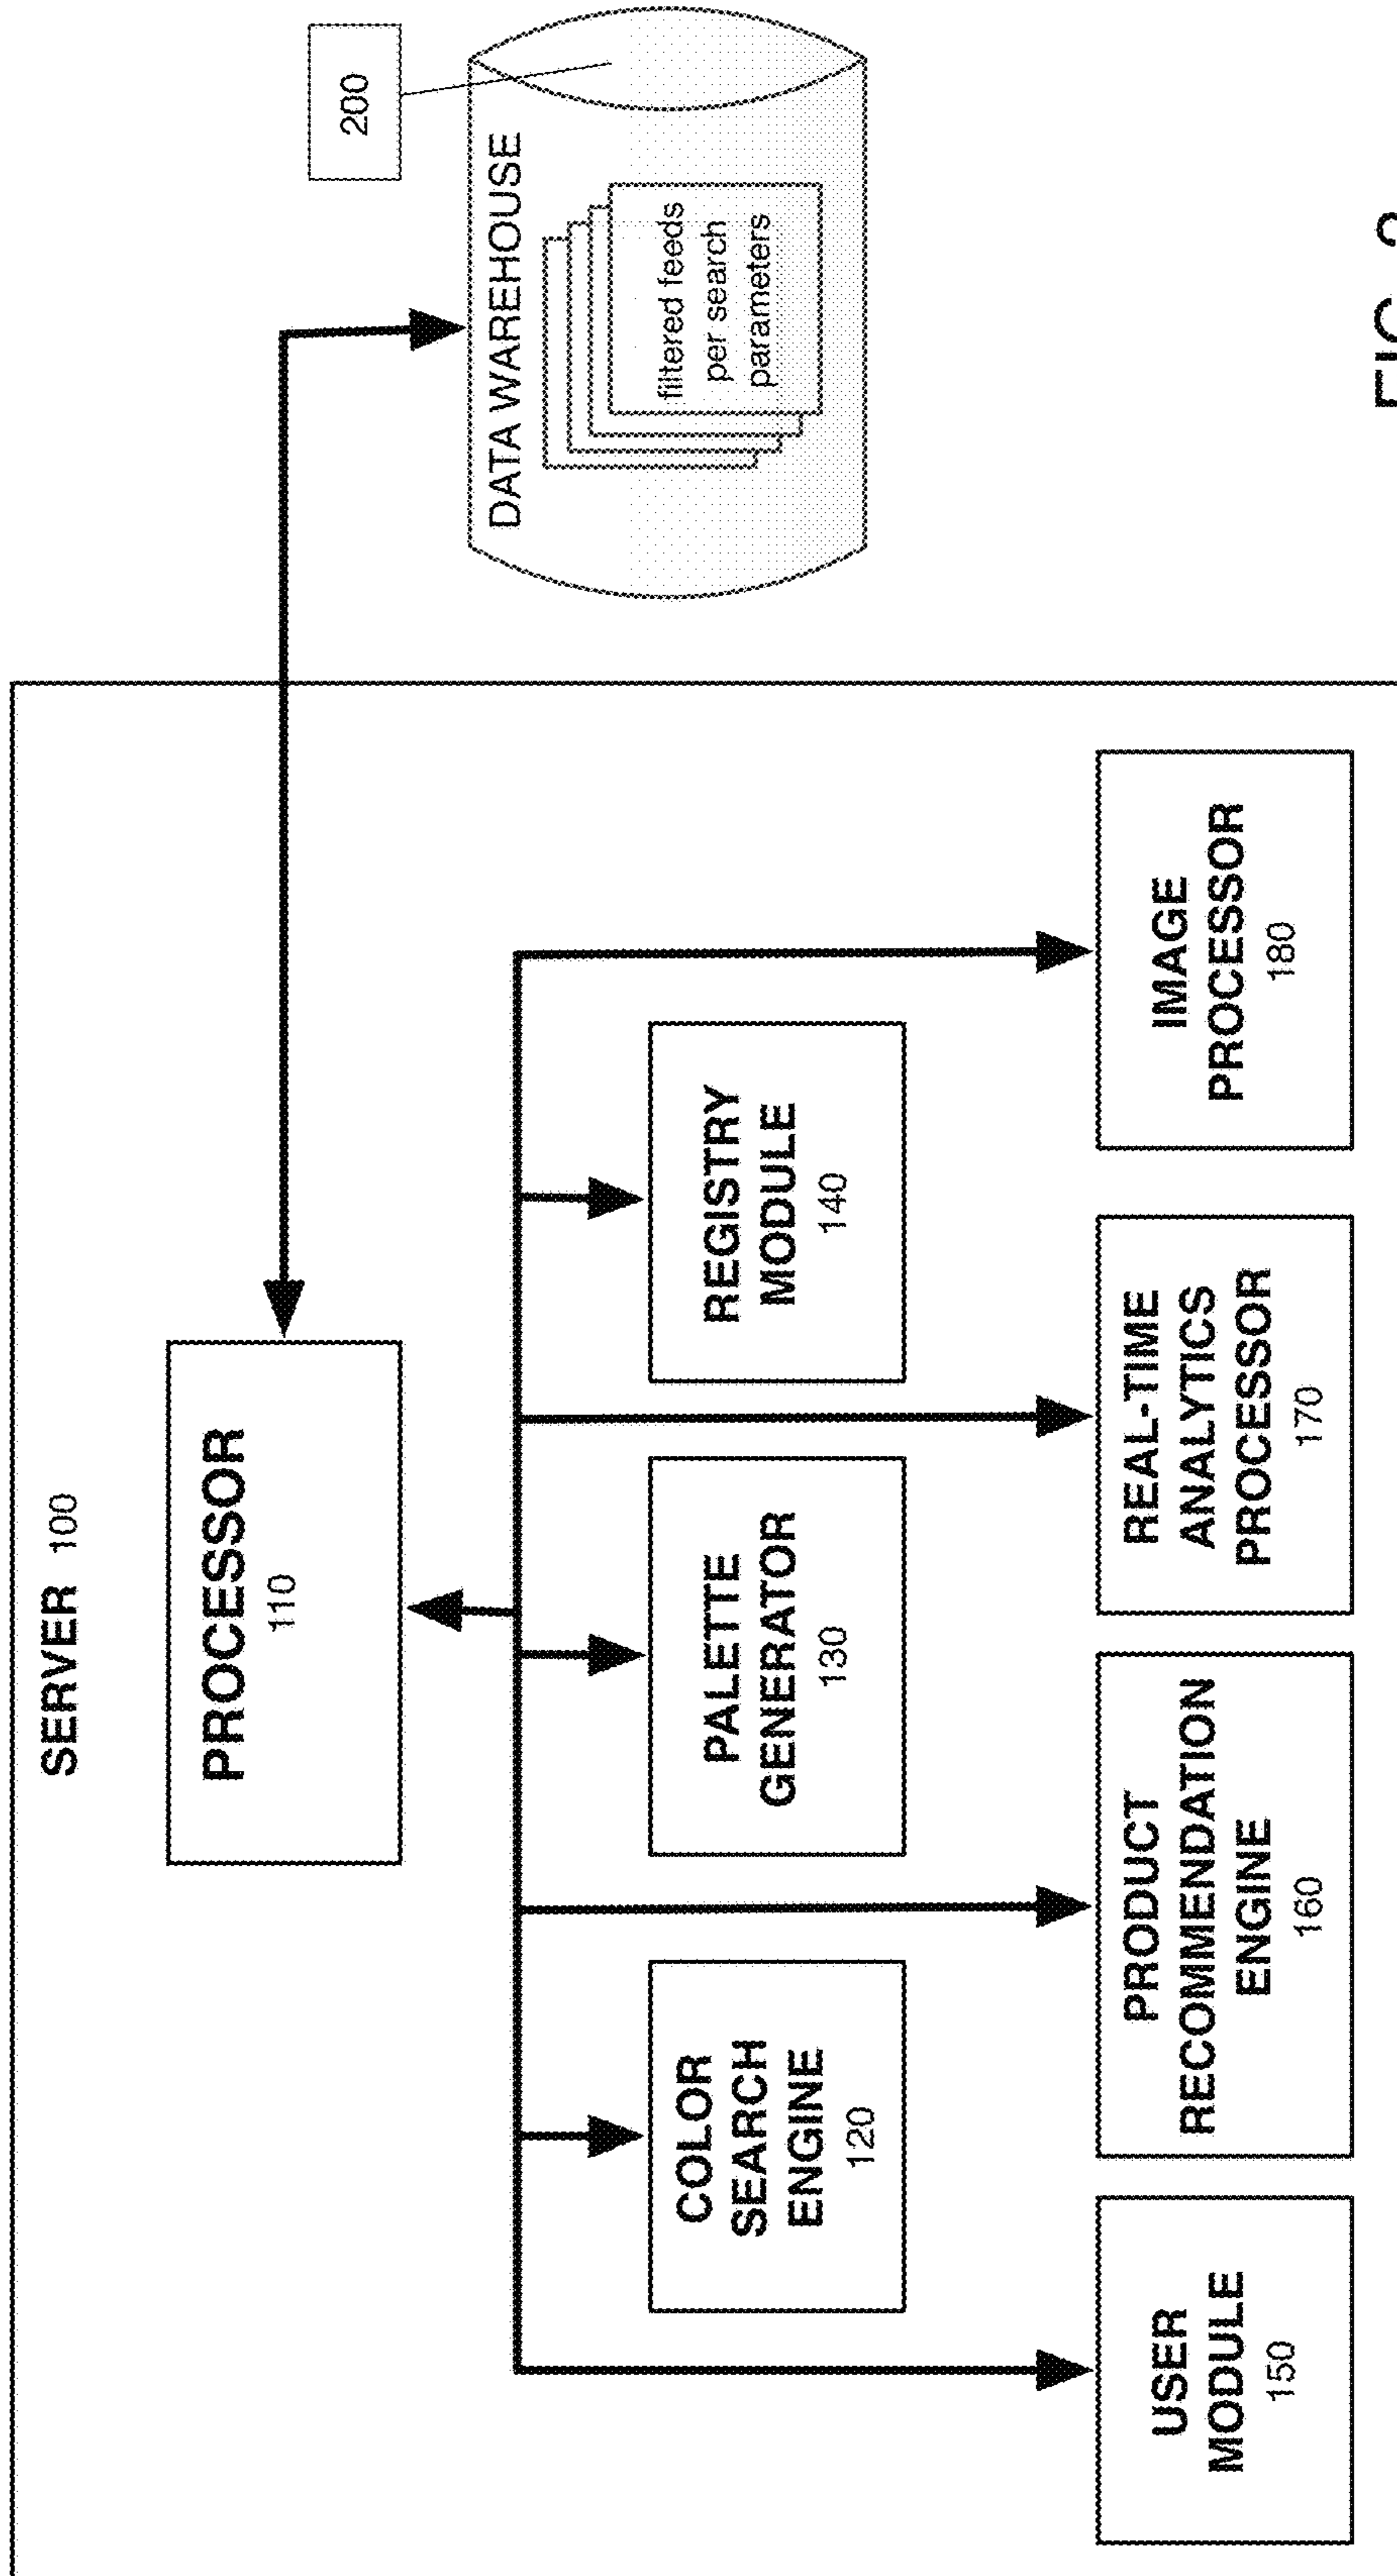 SERVER 100
PROCESSOR
110
200
DATA WAREHOUSE
filtered feeds
per search
parameters
COLOR
SEARCH
ENGINE
120
PALETTE
GENERATOR
130
REGISTRY
MODULE
140
USER
MODULE
150
PRODUCT
RECOMMENDATION
ENGINE
160
REAL-TIME
ANALYTICS
PROCESSOR
170
IMAGE
PROCESSOR
180